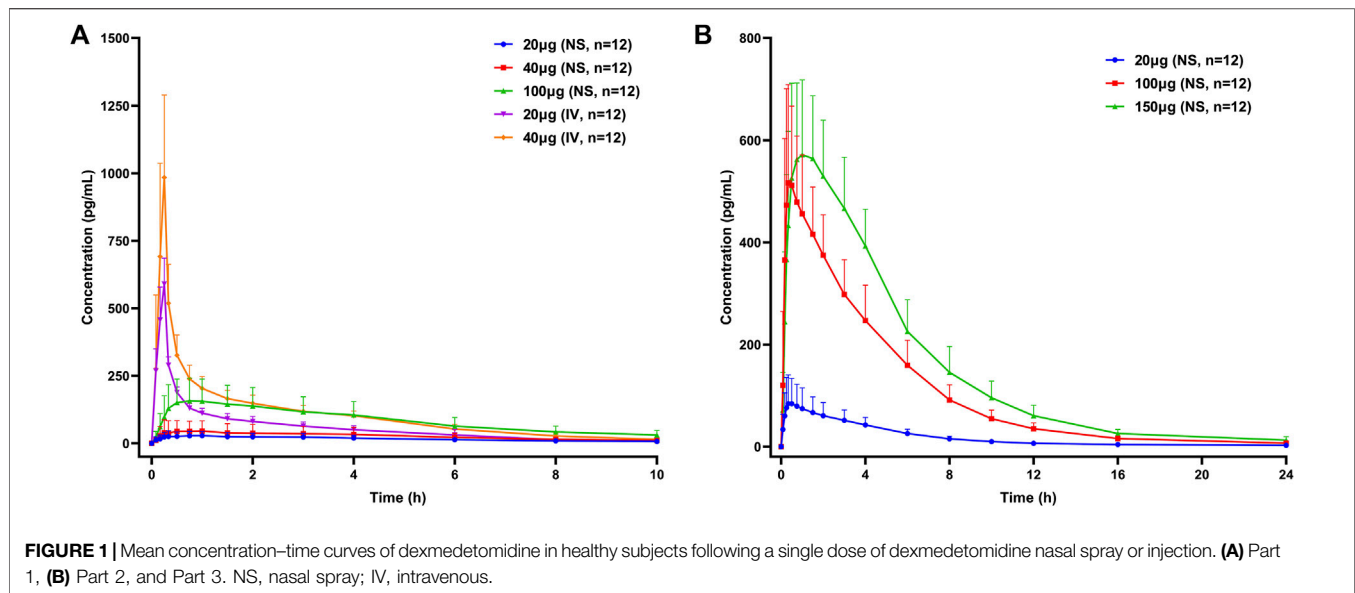 A
1500
1250
1000
750
500
250
0
Concentration (pg/mL)
0 2 4 6 8 10
Time (h)
20µg (NS, n=12)
40µg (NS, n=12)
100µg (NS, n=12)
20µg (IV, n=12)
40µg (IV, n=12)
B
800
600
400
200
0
Concentration (pg/mL)
0 4 8 12 16 20 24
Time (h)
20µg (NS, n=12)
100µg (NS, n=12)
150µg (NS, n=12)
FIGURE 1 | Mean concentration–time curves of dexmedetomidine in healthy subjects following a single dose of dexmedetomidine nasal spray or injection. (A) Part
1, (B) Part 2, and Part 3. NS, nasal spray; IV, intravenous.